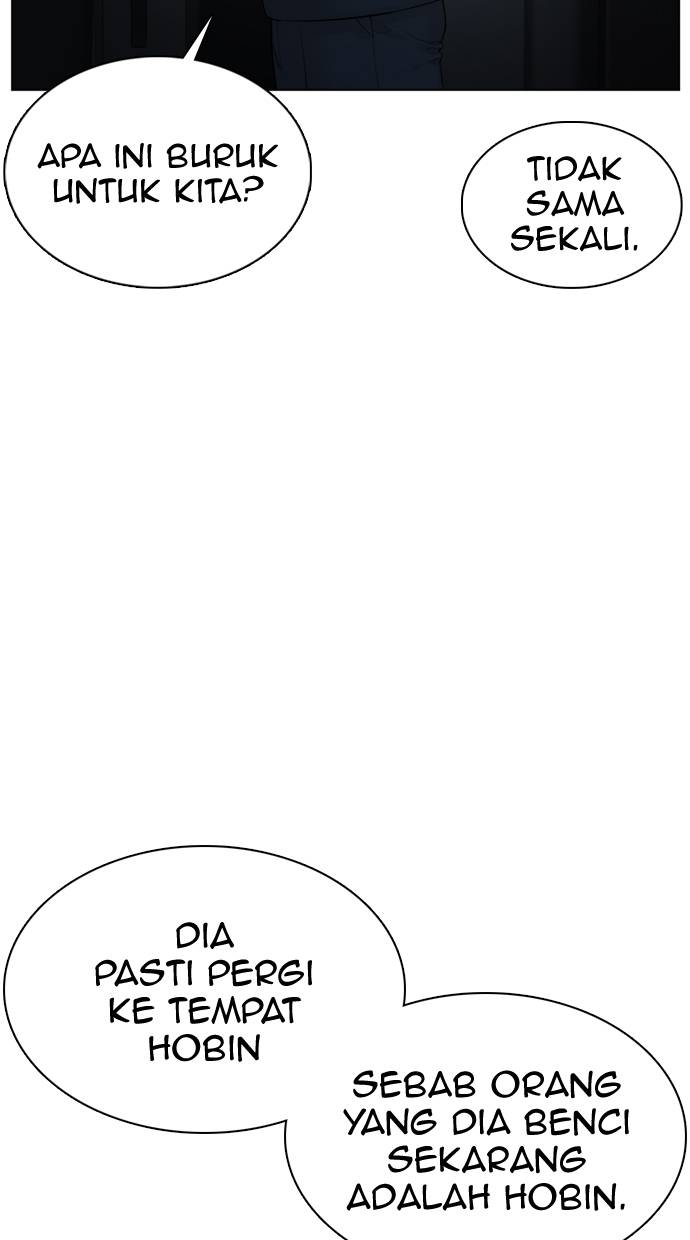 APA INI BURUK
UNTUK KITA?
TIDAK
SAMA
SEKALI.
DIA
PASTI PERGI
KE TEMPAT
HOBIN
SEBAB ORANG
YANG DIA BENCI
SEKARANG
ADALAH HOBIN.